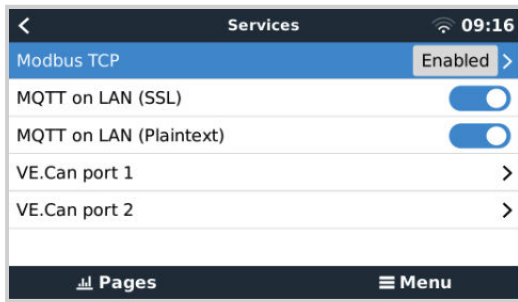 Services 09:16
Modbus TCP Enabled
MQTT on LAN (SSL)
MQTT on LAN (Plaintext)
VE.Can port 1
VE.Can port 2
Pages Menu